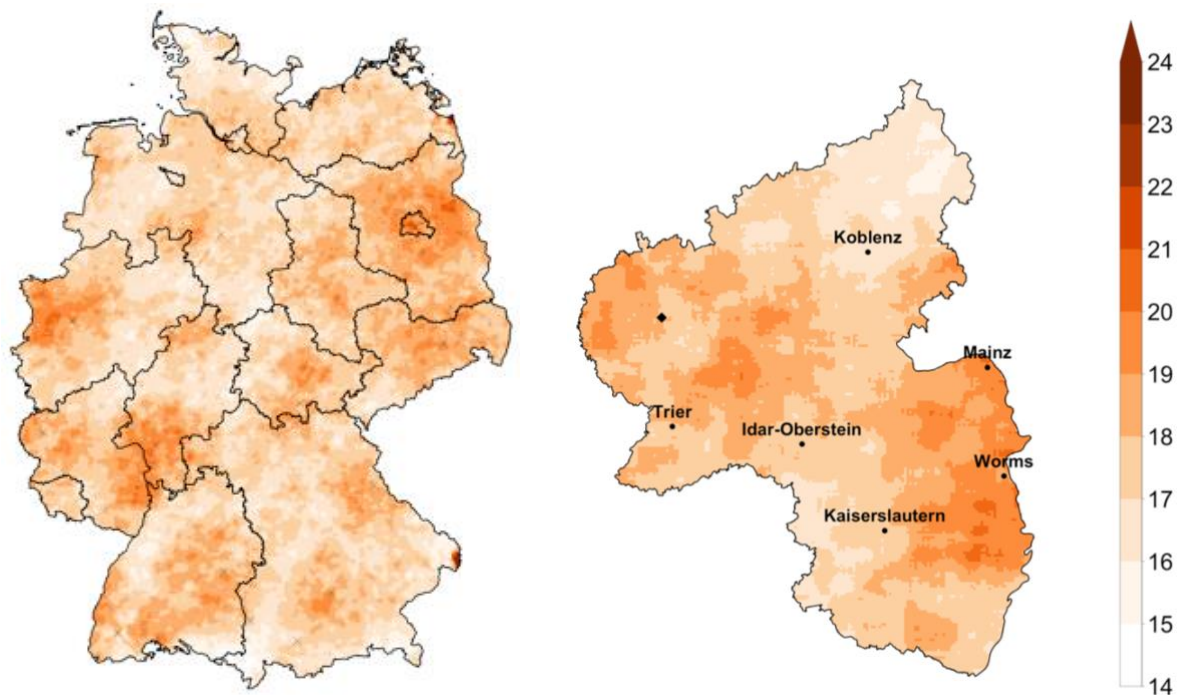 Koblenz
Mainz
Trier
Idar-Oberstein
Worms
Kaiserslautern
24
23
22
21
20
19
18
17
16
15
14